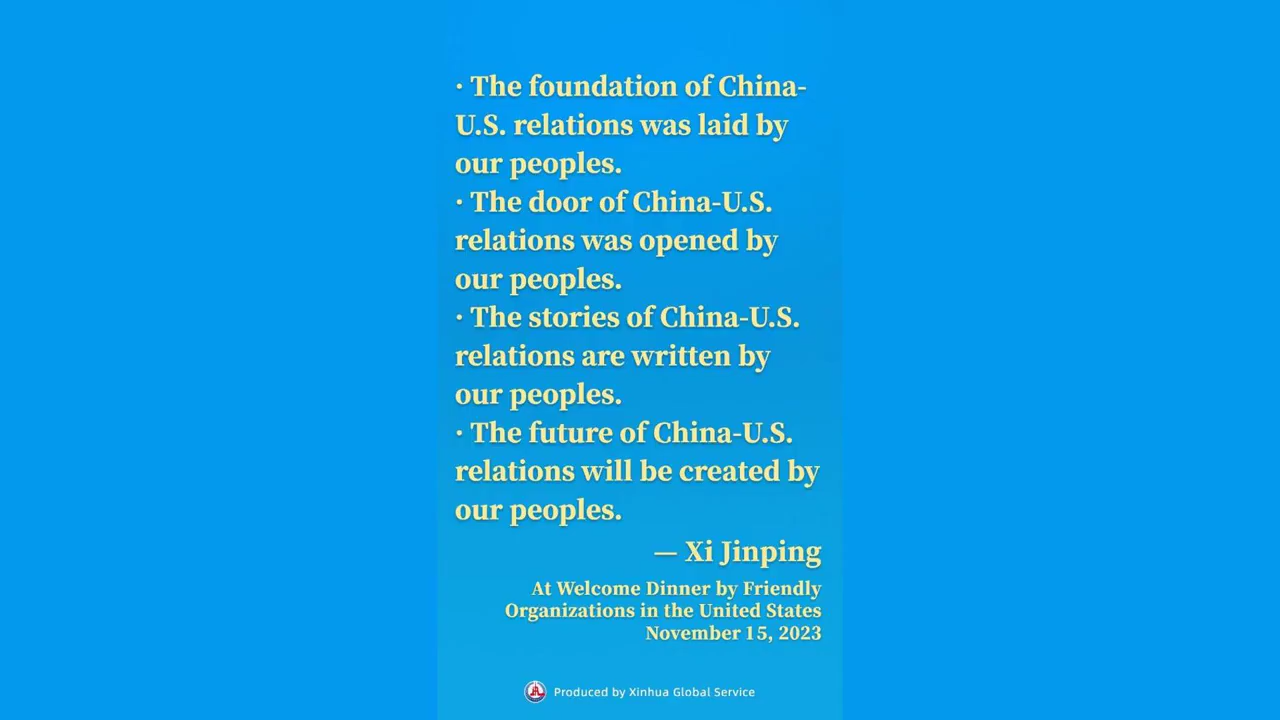 · The foundation of China-
U.S. relations was laid by
our peoples.
· The door of China-U.S.
relations was opened by
our peoples.
· The stories of China-U.S.
relations are written by
our peoples.
· The future of China-U.S.
relations will be created by
our peoples.
— Xi Jinping
At Welcome Dinner by Friendly
Organizations in the United States
November 15, 2023
Produced by Xinhua Global Service